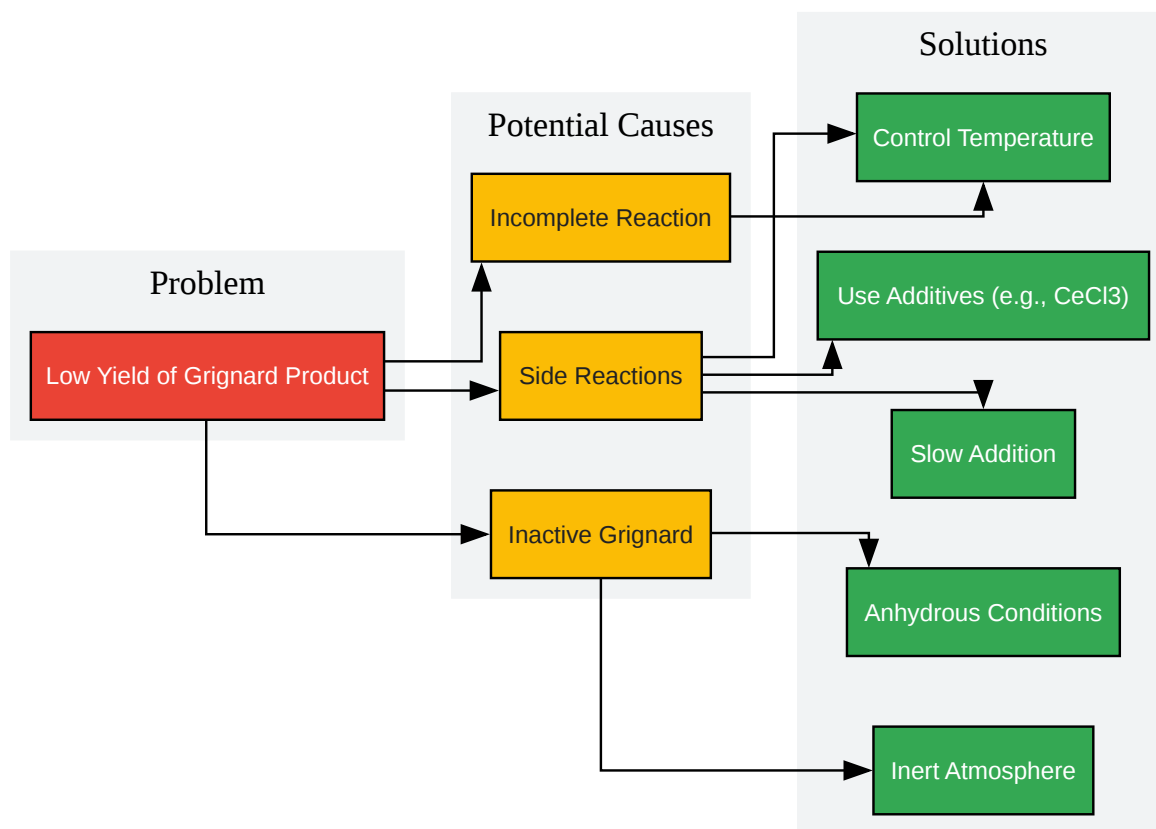 Problem
Low Yield of Grignard Product
Potential Causes
Incomplete Reaction
Side Reactions
Inactive Grignard
Solutions
Control Temperature
Use Additives (e.g., CeCl3)
Slow Addition
Anhydrous Conditions
Inert Atmosphere